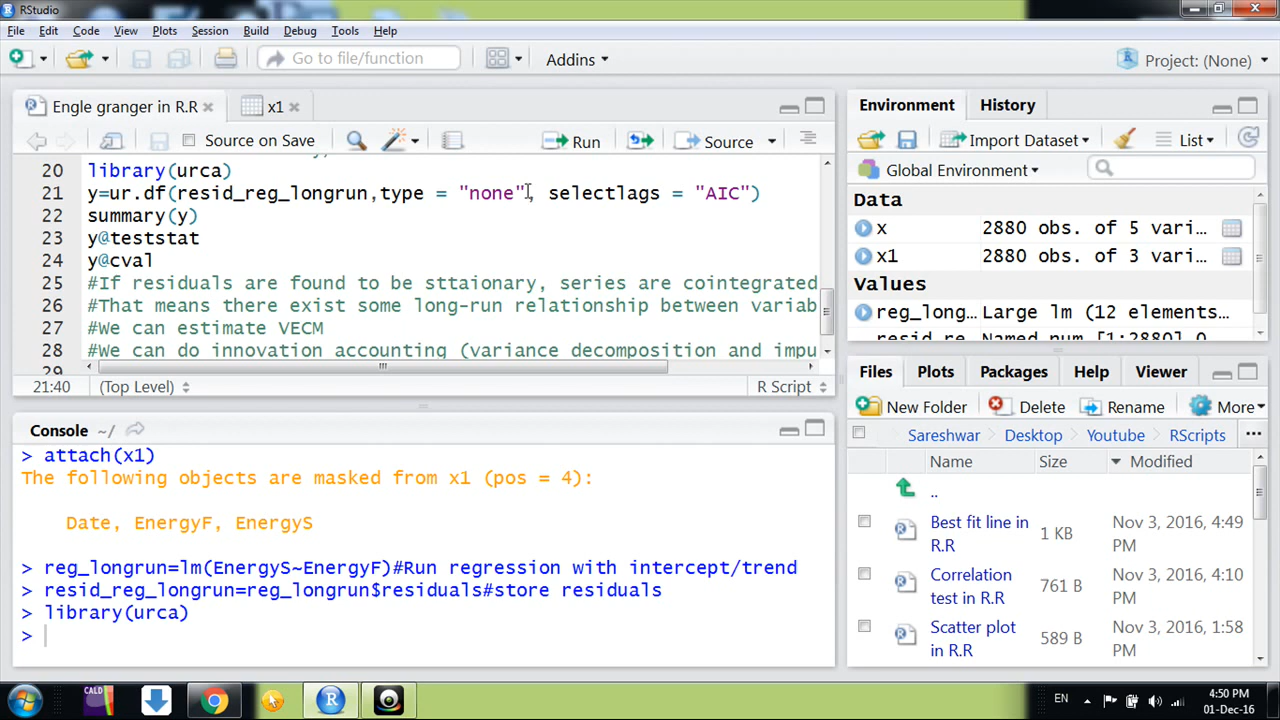 RStudio
File Edit Code View Plots Session Build Debug Tools Help
Go to file/function Addins Project: (None)
Engle granger in R.R x1
Source on Save Run Source
20 library(urca)
21 y=ur.df(resid_reg_longrun,type = "none", selectlags = "AIC")
22 summary(y)
23 y@teststat
24 y@cval
25 #If residuals are found to be sttaionary, series are cointegrated
26 #That means there exist some long-run relationship between variab
27 #We can estimate VECM
28 #We can do innovation accounting (variance decomposition and impu
29
21:40 (Top Level) R Script
Console ~/
> attach(x1)
The following objects are masked from x1 (pos = 4):
Date, EnergyF, EnergyS
> reg_longrun=lm(EnergyS~EnergyF)#Run regression with intercept/trend
> resid_reg_longrun=reg_longrun$residuals#store residuals
> library(urca)
>
Environment History
Import Dataset List
Global Environment
Data
x 2880 obs. of 5 vari...
x1 2880 obs. of 3 vari...
Values
reg_long... Large lm (12 elements...
resid_re... Named num [1:2880] 0...
Files Plots Packages Help Viewer
New Folder Delete Rename More
Sareshwar Desktop Youtube RScripts ...
Name Size Modified
..
Best fit line in R.R 1 KB Nov 3, 2016, 4:49 PM
Correlation test in R.R 761 B Nov 3, 2016, 4:10 PM
Scatter plot in R.R 589 B Nov 3, 2016, 1:58 PM
CALD
EN
4:50 PM
01-Dec-16